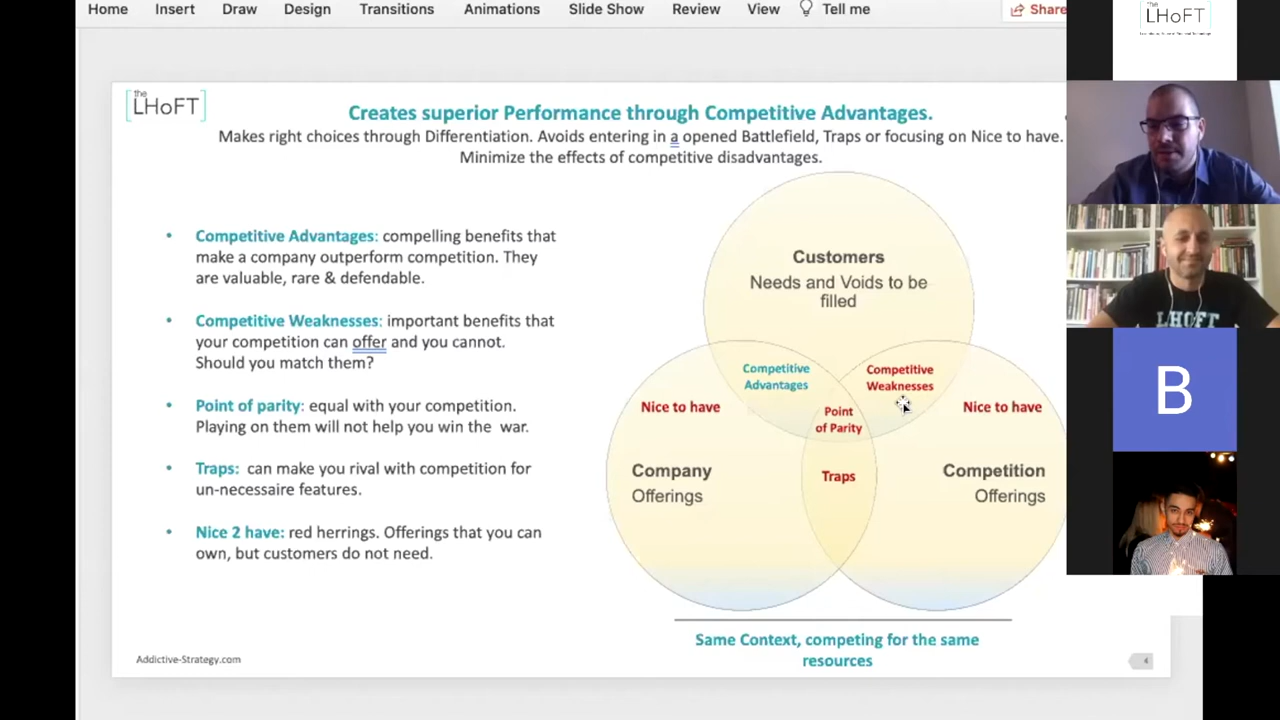 Home Insert Draw Design Transitions Animations Slide Show Review View Tell me Share
the
LHoFT
the
LHoFT
Creates superior Performance through Competitive Advantages.
Makes right choices through Differentiation. Avoids entering in a opened Battlefield, Traps or focusing on Nice to have.
Minimize the effects of competitive disadvantages.
• Competitive Advantages: compelling benefits that
make a company outperform competition. They
are valuable, rare & defendable.
• Competitive Weaknesses: important benefits that
your competition can offer and you cannot.
Should you match them?
• Point of parity: equal with your competition.
Playing on them will not help you win the war.
• Traps: can make you rival with competition for
un-necessaire features.
• Nice 2 have: red herrings. Offerings that you can
own, but customers do not need.
Customers
Needs and Voids to be
filled
Competitive
Advantages
Competitive
Weaknesses
Nice to have
Point
of Parity
Nice to have
Company
Offerings
Traps
Competition
Offerings
Same Context, competing for the same
resources
Addictive-Strategy.com
4
LHOFT
B